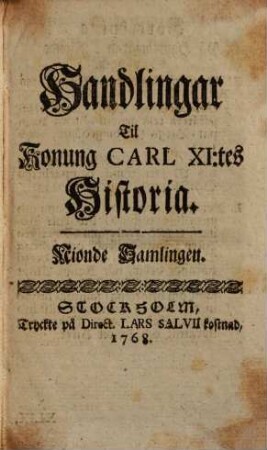 Handlingar
Til
Konung CARL XI:tes
Historia.
Nionde Samlingen.
STOCKHOLM,
Tryckte på Direct. LARS SALVII kostnad,
1768.